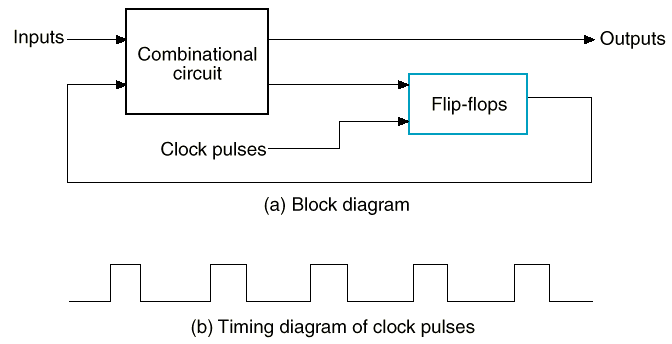 Inputs
Combinational
circuit
Outputs
Flip-flops
Clock pulses
(a) Block diagram
(b) Timing diagram of clock pulses